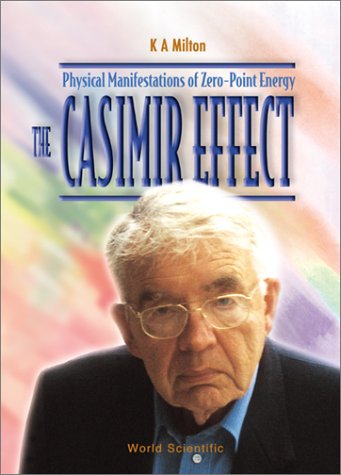 K A Milton
Physical Manifestations of Zero-Point Energy
THE CASIMIR EFFECT
World Scientific